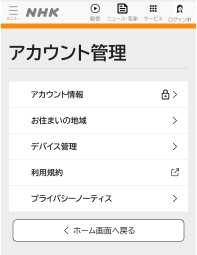 メニュー NHK 配信 ニュース・気象 サービス ログイン中
アカウント管理
アカウント情報
お住まいの地域
デバイス管理
利用規約
プライバシーノーティス
ホーム画面へ戻る